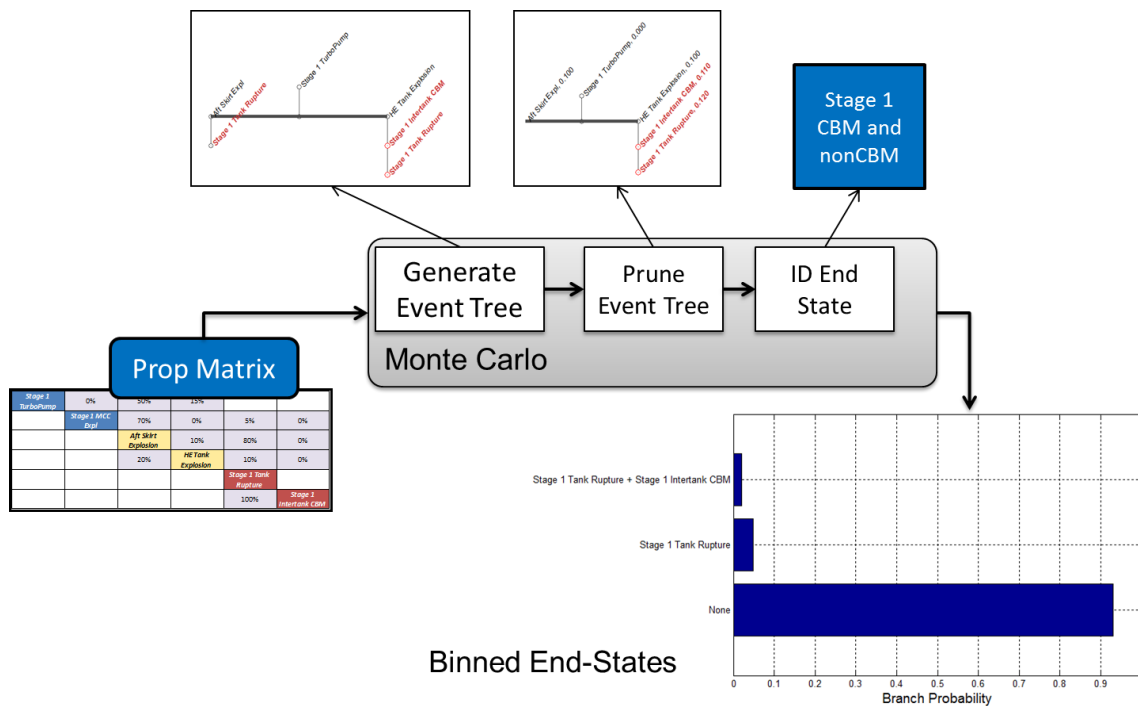 Aft Skirt Expl
Stage 1 Tank Rupture
Stage 1 TurboPump
HE Tank Explosion
Stage 1 Infertank CBM
Stage 1 Tank Rupture
Aft Skirt Expl, 0.100
Stage 1 TurboPump, 0.000
HE Tank Explosion, 0.100
Stage 1 Infertank CBM, 0.110
Stage 1 Tank Rupture, 0.120
Stage 1
CBM and
nonCBM
Generate
Event Tree
Prune
Event Tree
ID End
State
Monte Carlo
Prop Matrix
Stage 1
TurboPump
0%
50%
15%
Stage 1 MCC
Expl
70%
0%
5%
0%
Aft Skirt
Explosion
10%
80%
0%
20%
HE Tank
Explosion
10%
0%
Stage 1 Tank
Rupture
100%
Stage 1
Intertank CBM
Stage 1 Tank Rupture + Stage 1 Intertank CBM
Stage 1 Tank Rupture
None
0 0.1 0.2 0.3 0.4 0.5 0.6 0.7 0.8 0.9
Branch Probability
Binned End-States